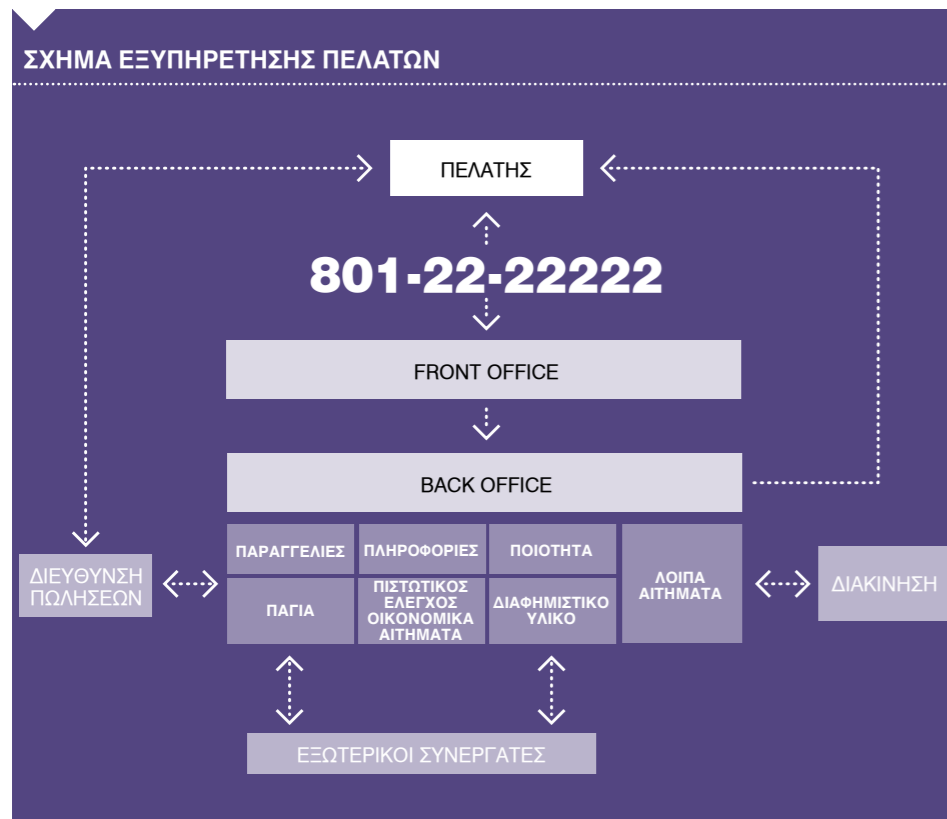 ΣΧΗΜΑ ΕΞΥΠΗΡΕΤΗΣΗΣ ΠΕΛΑΤΩΝ
ΠΕΛΑΤΗΣ
801-22-22222
FRONT OFFICE
BACK OFFICE
ΠΑΡΑΓΓΕΛΙΕΣ
ΠΛΗΡΟΦΟΡΙΕΣ
ΠΟΙΟΤΗΤΑ
ΛΟΙΠΑ
ΑΙΤΗΜΑΤΑ
ΠΑΓΙΑ
ΠΙΣΤΩΤΙΚΟΣ
ΕΛΕΓΧΟΣ
ΟΙΚΟΝΟΜΙΚΑ
ΑΙΤΗΜΑΤΑ
ΔΙΑΦΗΜΙΣΤΙΚΟ
ΥΛΙΚΟ
ΔΙΕΥΘΥΝΣΗ
ΠΩΛΗΣΕΩΝ
ΔΙΑΚΙΝΗΣΗ
ΕΞΩΤΕΡΙΚΟΙ ΣΥΝΕΡΓΑΤΕΣ